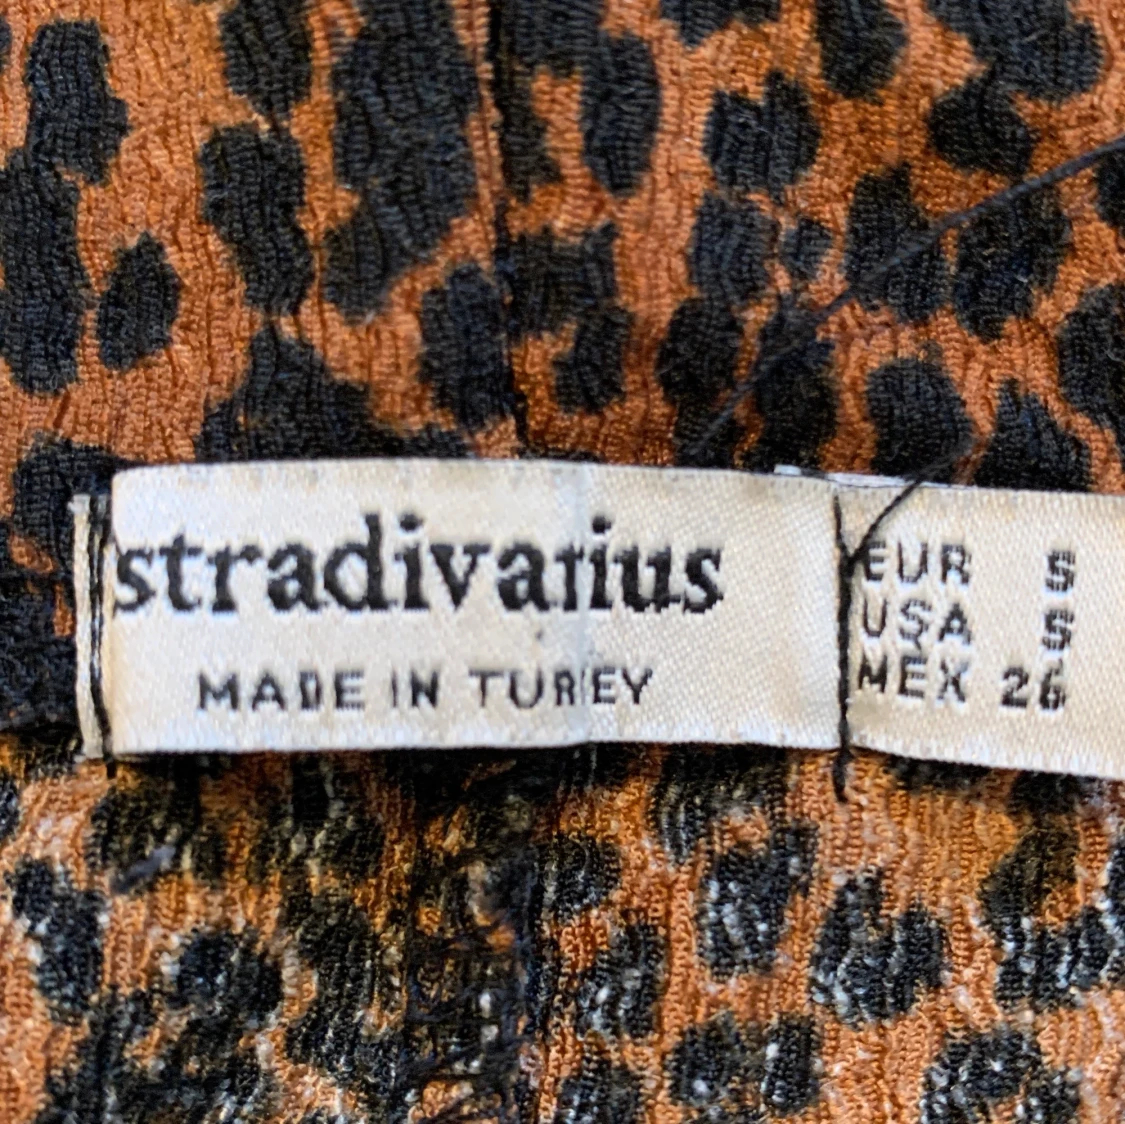 stradivarius
MADE IN TURKEY
EUR S
USA S
MEX 26